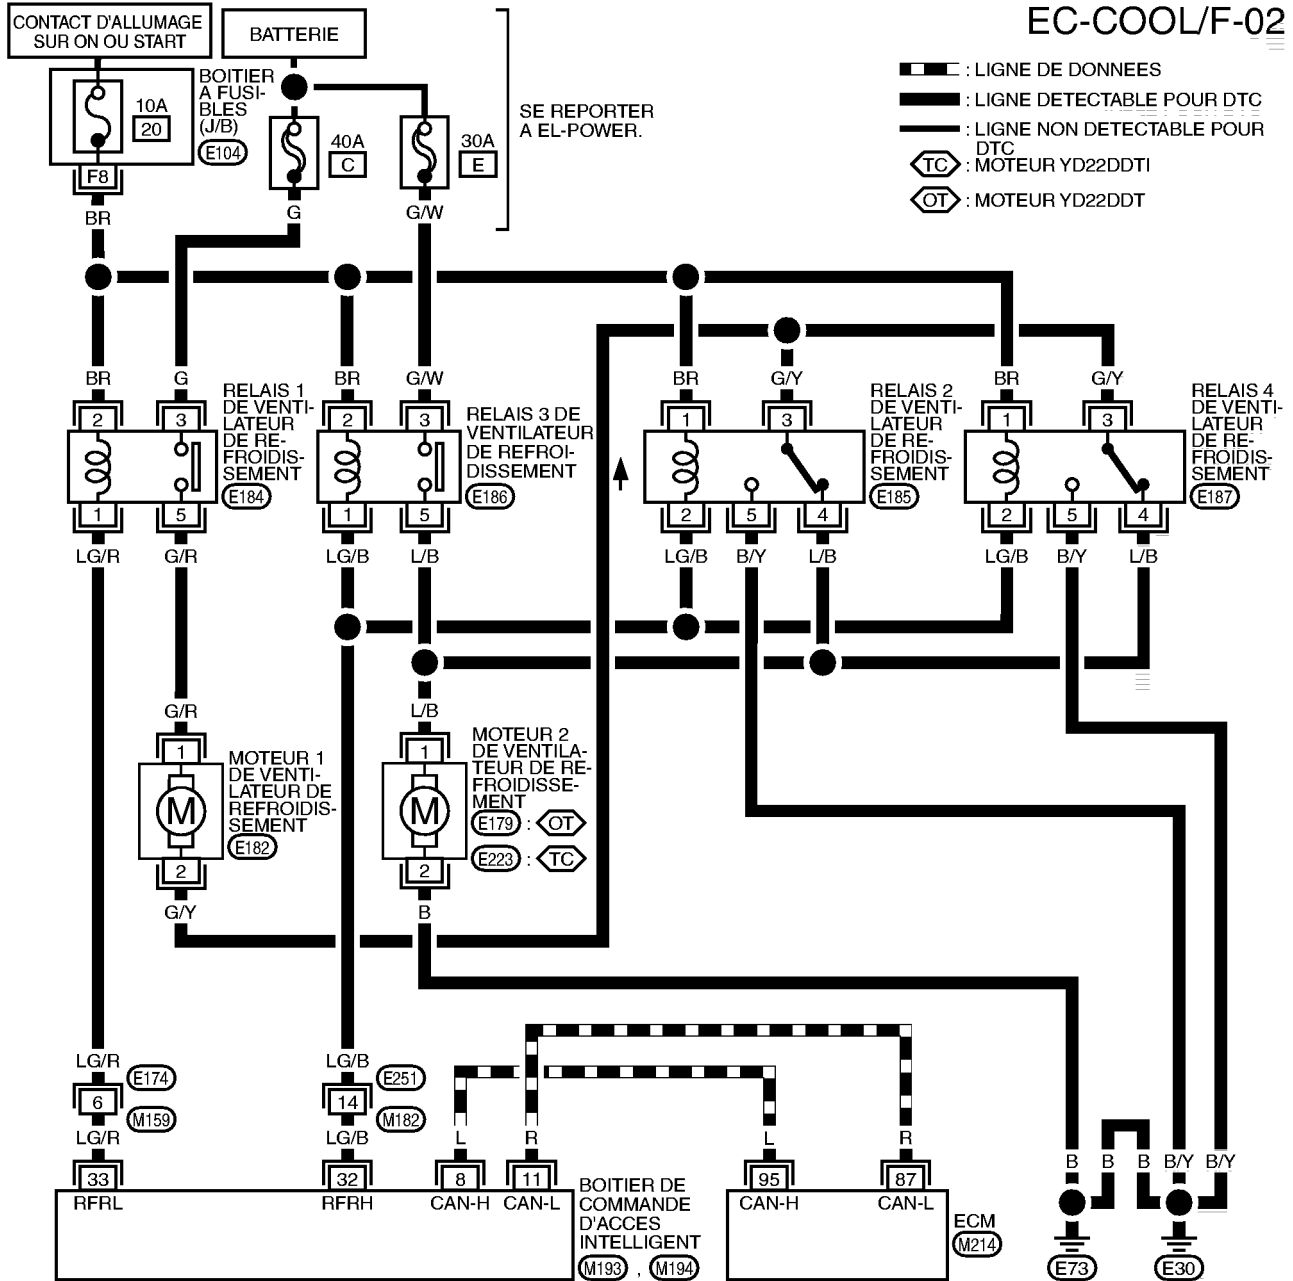 EC-COOL/F-02
CONTACT D'ALLUMAGE
SUR ON OU START
BATTERIE
BOITIER
A FUSI-
BLES
(J/B)
E104
10A
20
F8
40A
C
30A
E
SE REPORTER
A EL-POWER.
: LIGNE DE DONNEES
: LIGNE DETECTABLE POUR DTC
: LIGNE NON DETECTABLE POUR
DTC
TC : MOTEUR YD22DDTI
OT : MOTEUR YD22DDT
BR
G
G/W
BR
G
BR
G/W
BR
G/Y
BR
G/Y
2
3
2
3
1
3
1
3
RELAIS 1
DE VENTI-
LATEUR
DE RE-
FROIDIS-
SEMENT
E184
RELAIS 3 DE
VENTILATEUR
DE REFROI-
DISSEMENT
E186
RELAIS 2
DE VENTI-
LATEUR
DE RE-
FROIDIS-
SEMENT
E185
RELAIS 4
DE VENTI-
LATEUR
DE RE-
FROIDIS-
SEMENT
E187
1
5
1
5
2
5
4
2
5
4
LG/R
G/R
LG/B
L/B
LG/B
B/Y
L/B
LG/B
B/Y
L/B
G/R
L/B
1
1
M
M
MOTEUR 1
DE VENTI-
LATEUR DE
REFROIDIS-
SEMENT
E182
MOTEUR 2
DE VENTILA-
TEUR DE RE-
FROIDISSE-
MENT
E179 : OT
E223 : TC
2
2
G/Y
B
LG/R
E174
6
M159
LG/R
LG/B
E251
14
M182
LG/B
L
R
L
R
B
B
B
B/Y
B/Y
33
32
8
11
95
87
RFRL
RFRH
CAN-H
CAN-L
CAN-H
CAN-L
BOITIER DE
COMMANDE
D'ACCES
INTELLIGENT
M193 , M194
ECM
M214
E73
E30